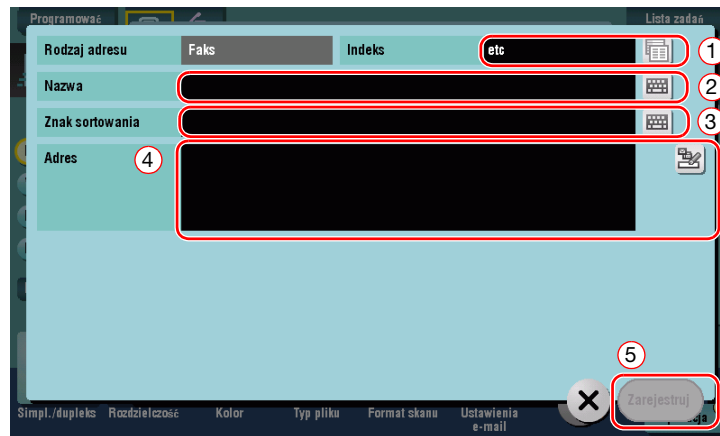 Programować
Lista zadań
Rodzaj adresu Faks Indeks etc 1
Nazwa 2
Znak sortowania 3
Adres 4
5
Zarejestruj
Simpl./dupleks Rozdzielczość Kolor Typ pliku Format skanu Ustawienia
e-mail